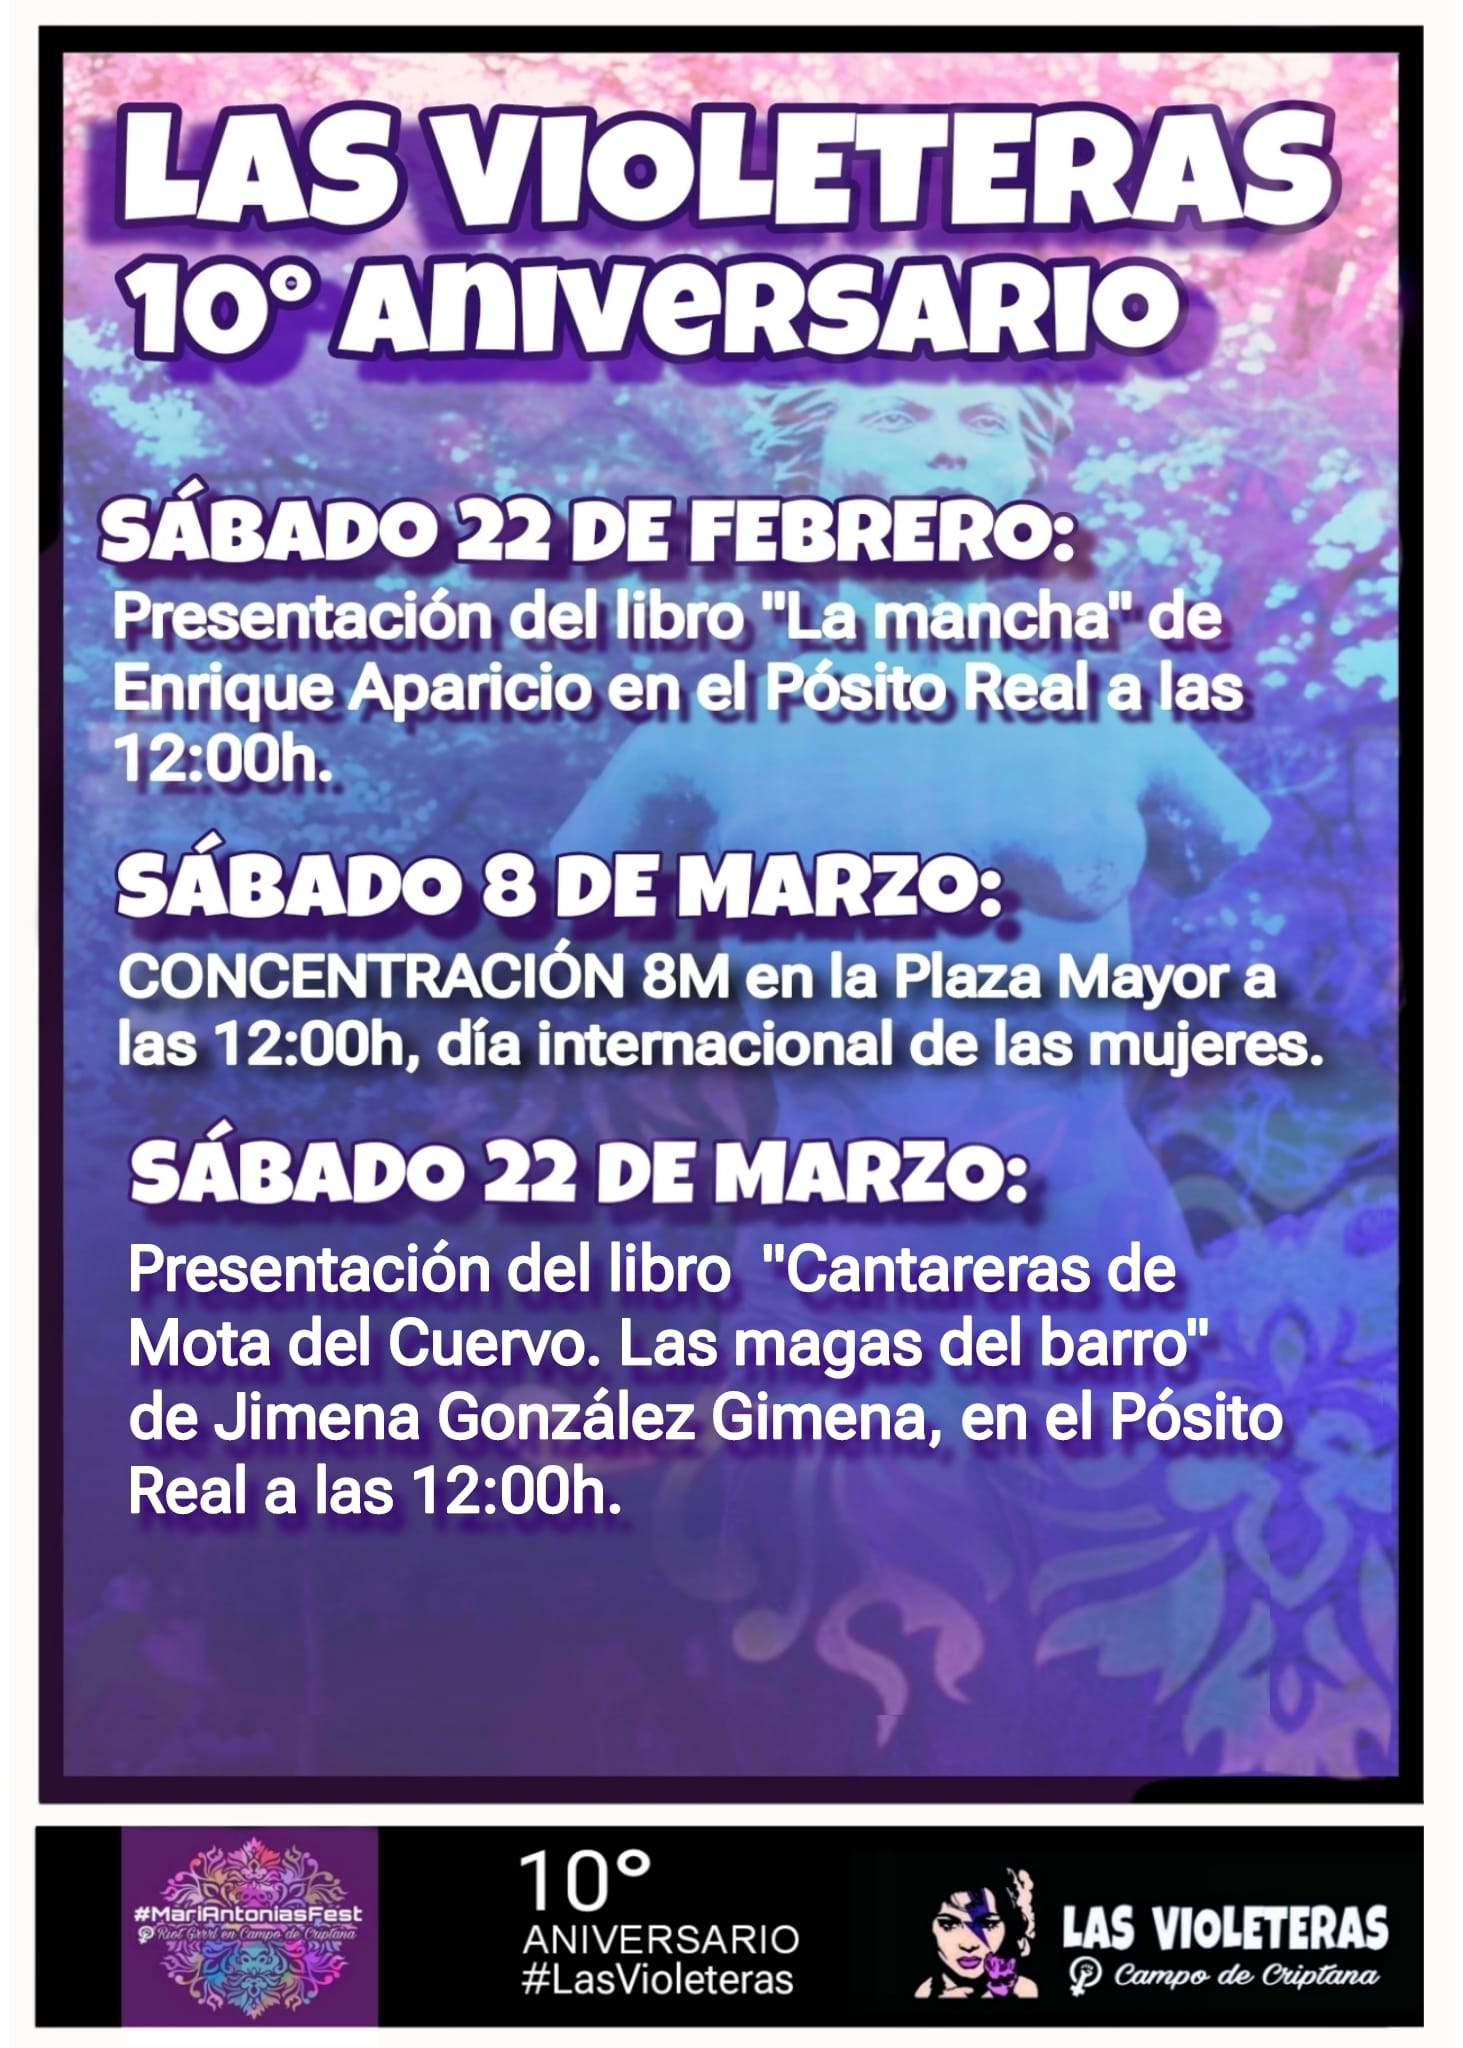 LAS VIOLETERAS
10º ANIVERSARIO
SÁBADO 22 DE FEBRERO:
Presentación del libro "La mancha" de
Enrique Aparicio en el Pósito Real a las
12:00h.
SÁBADO 8 DE MARZO:
CONCENTRACIÓN 8M en la Plaza Mayor a
las 12:00h, día internacional de las mujeres.
SÁBADO 22 DE MARZO:
Presentación del libro "Cantareras de
Mota del Cuervo. Las magas del barro"
de Jimena González Gimena, en el Pósito
Real a las 12:00h.
#MariAntoniasFest
Riot Grrrl en Campo de Criptana
10º
ANIVERSARIO
#LasVioleteras
LAS VIOLETERAS
Campo de Criptana